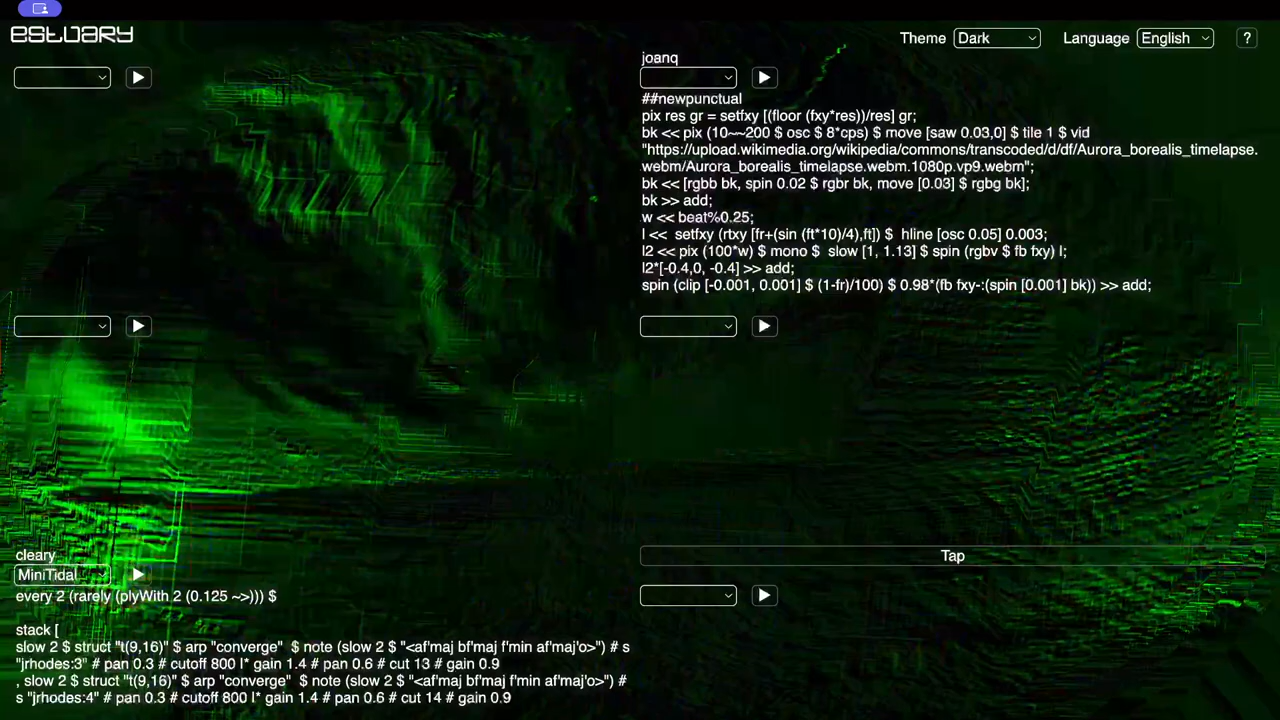 estuary
Theme Dark Language English ?
joanq
##newpunctual
pix res gr = setfxy [(floor (fxy*res))/res] gr;
bk << pix (10~~200 $ osc $ 8*cps) $ move [saw 0.03,0] $ tile 1 $ vid
"https://upload.wikimedia.org/wikipedia/commons/transcoded/d/df/Aurora_borealis_timelapse.
webm/Aurora_borealis_timelapse.webm.1080p.vp9.webm";
bk << [rgbb bk, spin 0.02 $ rgbr bk, move [0.03] $ rgbg bk];
bk >> add;
w << beat%0.25;
l <<  setfxy (rtxy [fr+(sin (ft*10)/4),ft]) $  hline [osc 0.05] 0.003;
l2 << pix (100*w) $ mono $  slow [1, 1.13] $ spin (rgbv $ fb fxy) l;
l2*[-0.4,0, -0.4] >> add;
spin (clip [-0.001, 0.001] $ (1-fr)/100) $ 0.98*(fb fxy-:(spin [0.001] bk)) >> add;
Tap
cleary
MiniTidal
every 2 (rarely (plyWith 2 (0.125 ~>))) $
stack [
slow 2 $ struct "t(9,16)" $ arp "converge"  $ note (slow 2 $ "<af'maj bf'maj f'min af'maj'o>") # s
"jrhodes:3" # pan 0.3 # cutoff 800 |* gain 1.4 # pan 0.6 # cut 13 # gain 0.9
, slow 2 $ struct "t(9,16)" $ arp "converge"  $ note (slow 2 $ "<af'maj bf'maj f'min af'maj'o>") #
s "jrhodes:4" # pan 0.3 # cutoff 800 |* gain 1.4 # pan 0.6 # cut 14 # gain 0.9